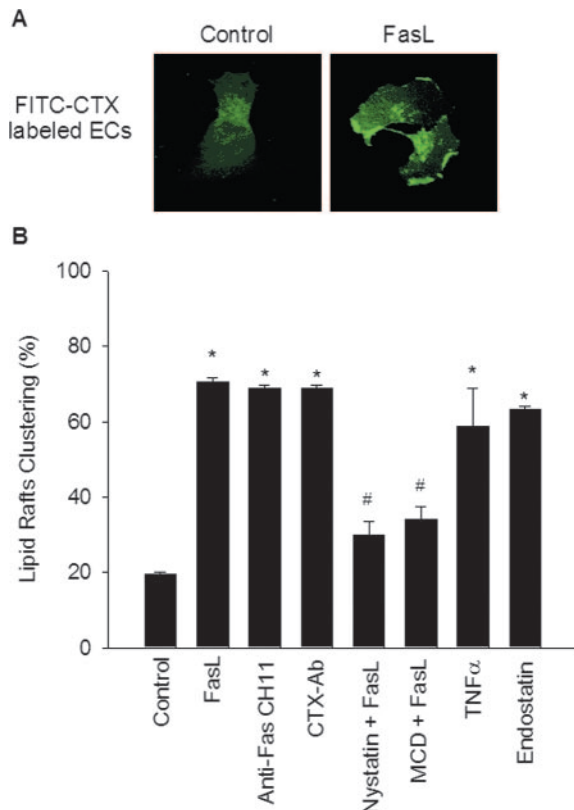 A
Control FasL
FITC-CTX
labeled ECs
B
100
80
60
40
20
0
Lipid Rafts Clustering (%)
* * * # # * *
Control
FasL
Anti-Fas CH11
CTX-Ab
Nystatin + FasL
MCD + FasL
TNFα
Endostatin